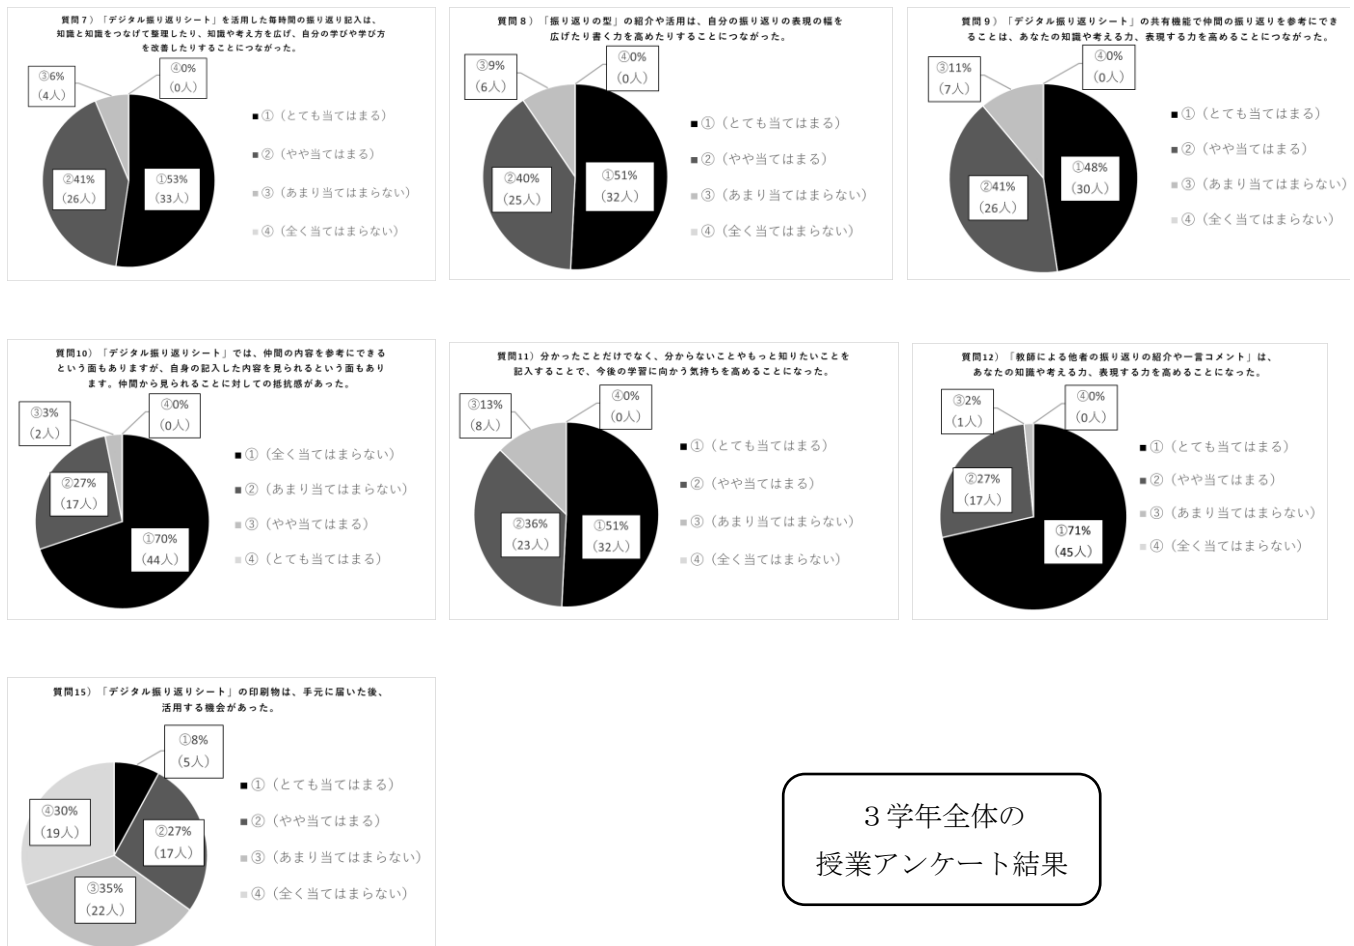 質問７）「デジタル振り返りシート」を活用した毎時間の振り返り記入は、
知識と知識をつなげて整理したり、知識や考え方を広げ、自分の学びや学び方
を改善したりすることにつながった。
③6%
（4人）
④0%
（0人）
②41%
（26人）
①53%
（33人）
■①（とても当てはまる）
■②（やや当てはまる）
■③（あまり当てはまらない）
■④（全く当てはまらない）
質問８）「振り返りの型」の紹介や活用は、自分の振り返りの表現の幅を
広げたり書く力を高めたりすることにつながった。
③9%
（6人）
④0%
（0人）
②40%
（25人）
①51%
（32人）
■①（とても当てはまる）
■②（やや当てはまる）
■③（あまり当てはまらない）
■④（全く当てはまらない）
質問９）「デジタル振り返りシート」の共有機能で仲間の振り返りを参考にでき
ることは、あなたの知識や考える力、表現する力を高めることにつながった。
③11%
（7人）
④0%
（0人）
②41%
（26人）
①48%
（30人）
■①（とても当てはまる）
■②（やや当てはまる）
■③（あまり当てはまらない）
■④（全く当てはまらない）
質問10）「デジタル振り返りシート」では、仲間の内容を参考にできる
という面もありますが、自身の記入した内容を見られるという面もあり
ます。仲間から見られることに対しての抵抗感があった。
③3%
（2人）
④0%
（0人）
②27%
（17人）
①70%
（44人）
■①（全く当てはまらない）
■②（あまり当てはまらない）
■③（やや当てはまる）
■④（とても当てはまる）
質問11）分かったことだけでなく、分からないことやもっと知りたいことを
記入することで、今後の学習に向かう気持ちを高めることになった。
③13%
（8人）
④0%
（0人）
②36%
（23人）
①51%
（32人）
■①（とても当てはまる）
■②（やや当てはまる）
■③（あまり当てはまらない）
■④（全く当てはまらない）
質問12）「教師による他者の振り返りの紹介や一言コメント」は、
あなたの知識や考える力、表現する力を高めることになった。
③2%
（1人）
④0%
（0人）
②27%
（17人）
①71%
（45人）
■①（とても当てはまる）
■②（やや当てはまる）
■③（あまり当てはまらない）
■④（全く当てはまらない）
質問15）「デジタル振り返りシート」の印刷物は、手元に届いた後、
活用する機会があった。
①8%
（5人）
④30%
（19人）
②27%
（17人）
③35%
（22人）
■①（とても当てはまる）
■②（やや当てはまる）
■③（あまり当てはまらない）
■④（全く当てはまらない）
３学年全体の
授業アンケート結果